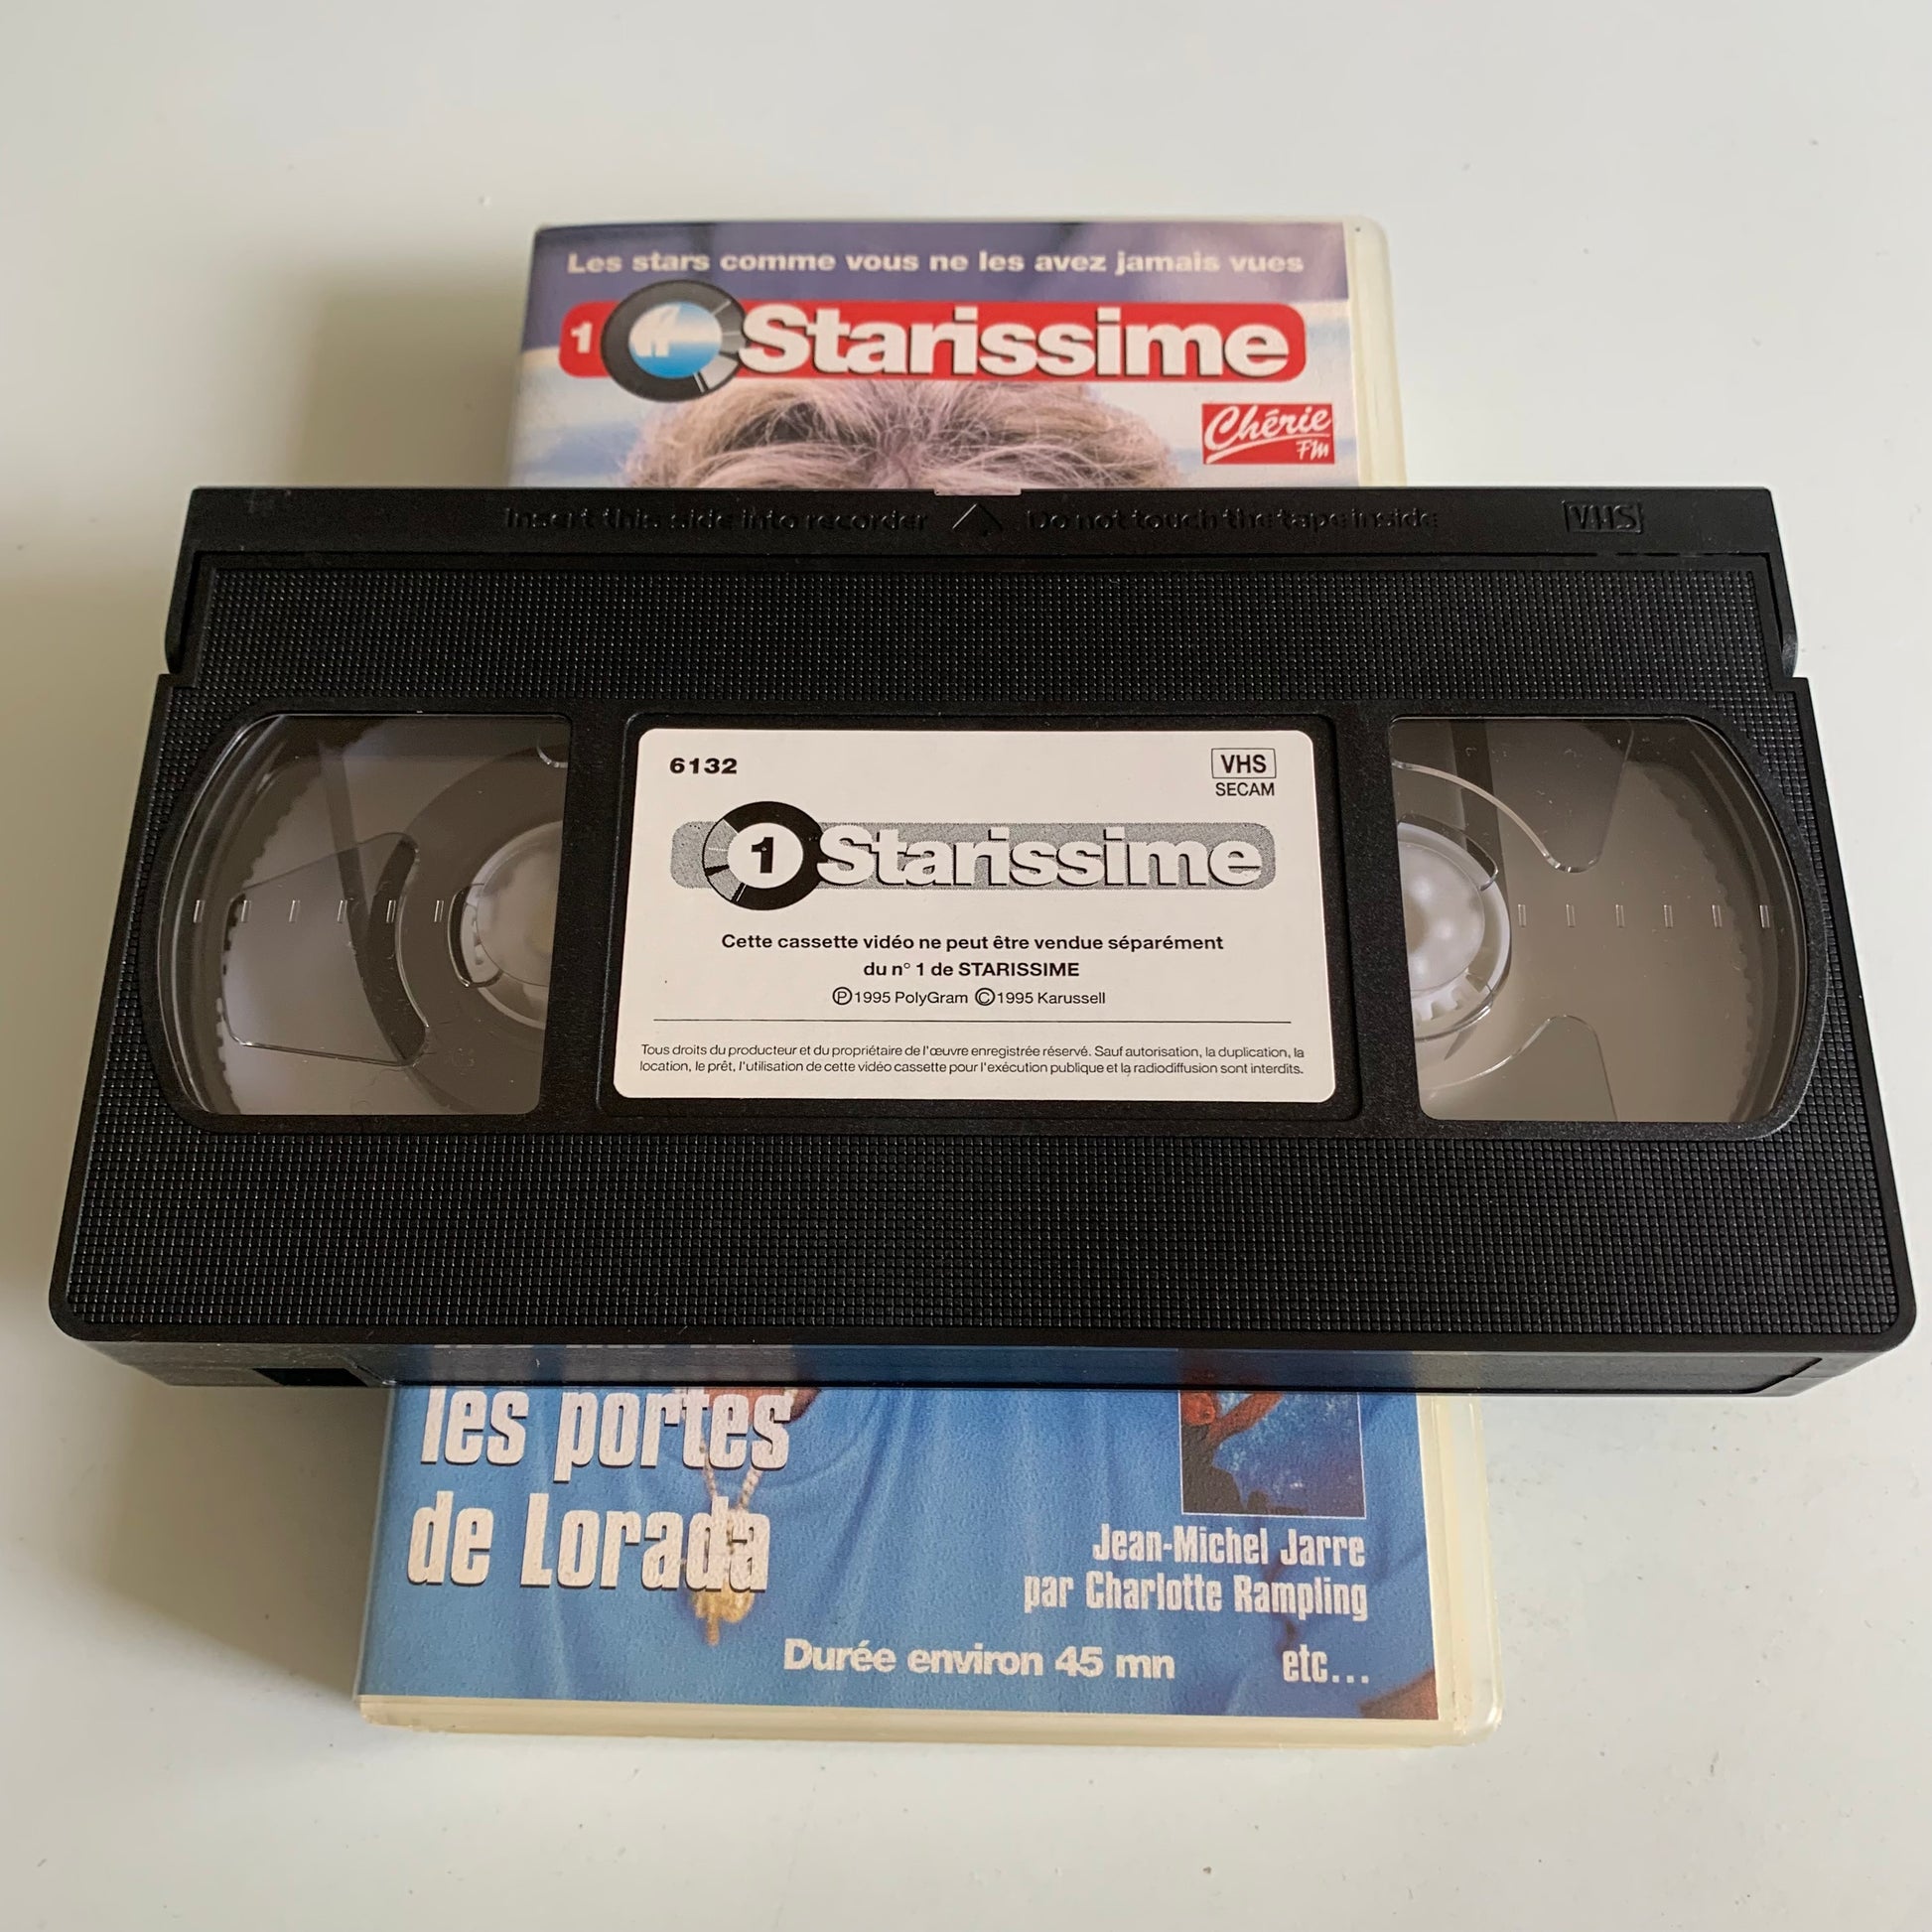 Les stars comme vous ne les avez jamais vues
1 Starissime
Chérie
FM
Insert this side into recorder Do not touch the tape inside VHS
6132
VHS
SECAM
1 Starissime
Cette cassette vidéo ne peut être vendue séparément
du n° 1 de STARISSIME
Ⓟ1995 PolyGram ©1995 Karussell
Tous droits du producteur et du propriétaire de l'œuvre enregistrée réservé. Sauf autorisation, la duplication, la
location, le prêt, l'utilisation de cette vidéo cassette pour l'exécution publique et la radiodiffusion sont interdits.
les portes
de Lorada
Jean-Michel Jarre
par Charlotte Rampling
Durée environ 45 mn
etc...